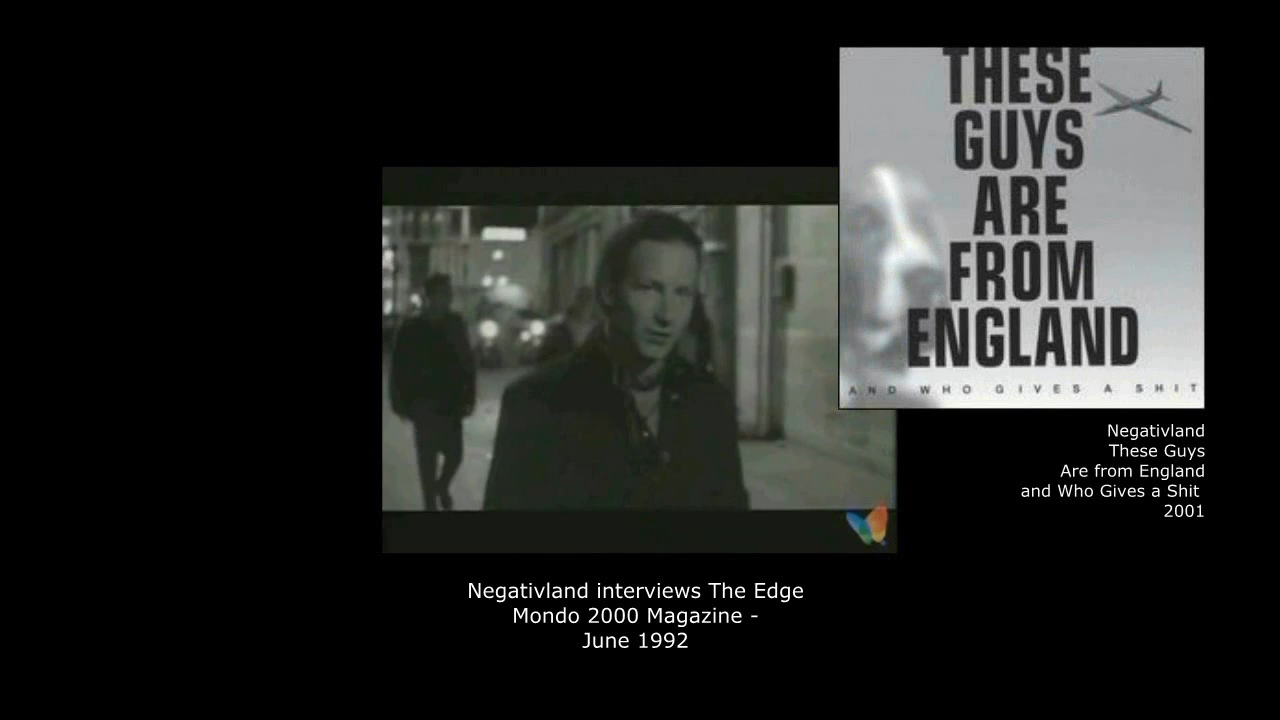 THESE
GUYS
ARE
FROM
ENGLAND
AND WHO GIVES A SHIT
Negativland
These Guys
Are from England
and Who Gives a Shit
2001
Negativland interviews The Edge
Mondo 2000 Magazine -
June 1992